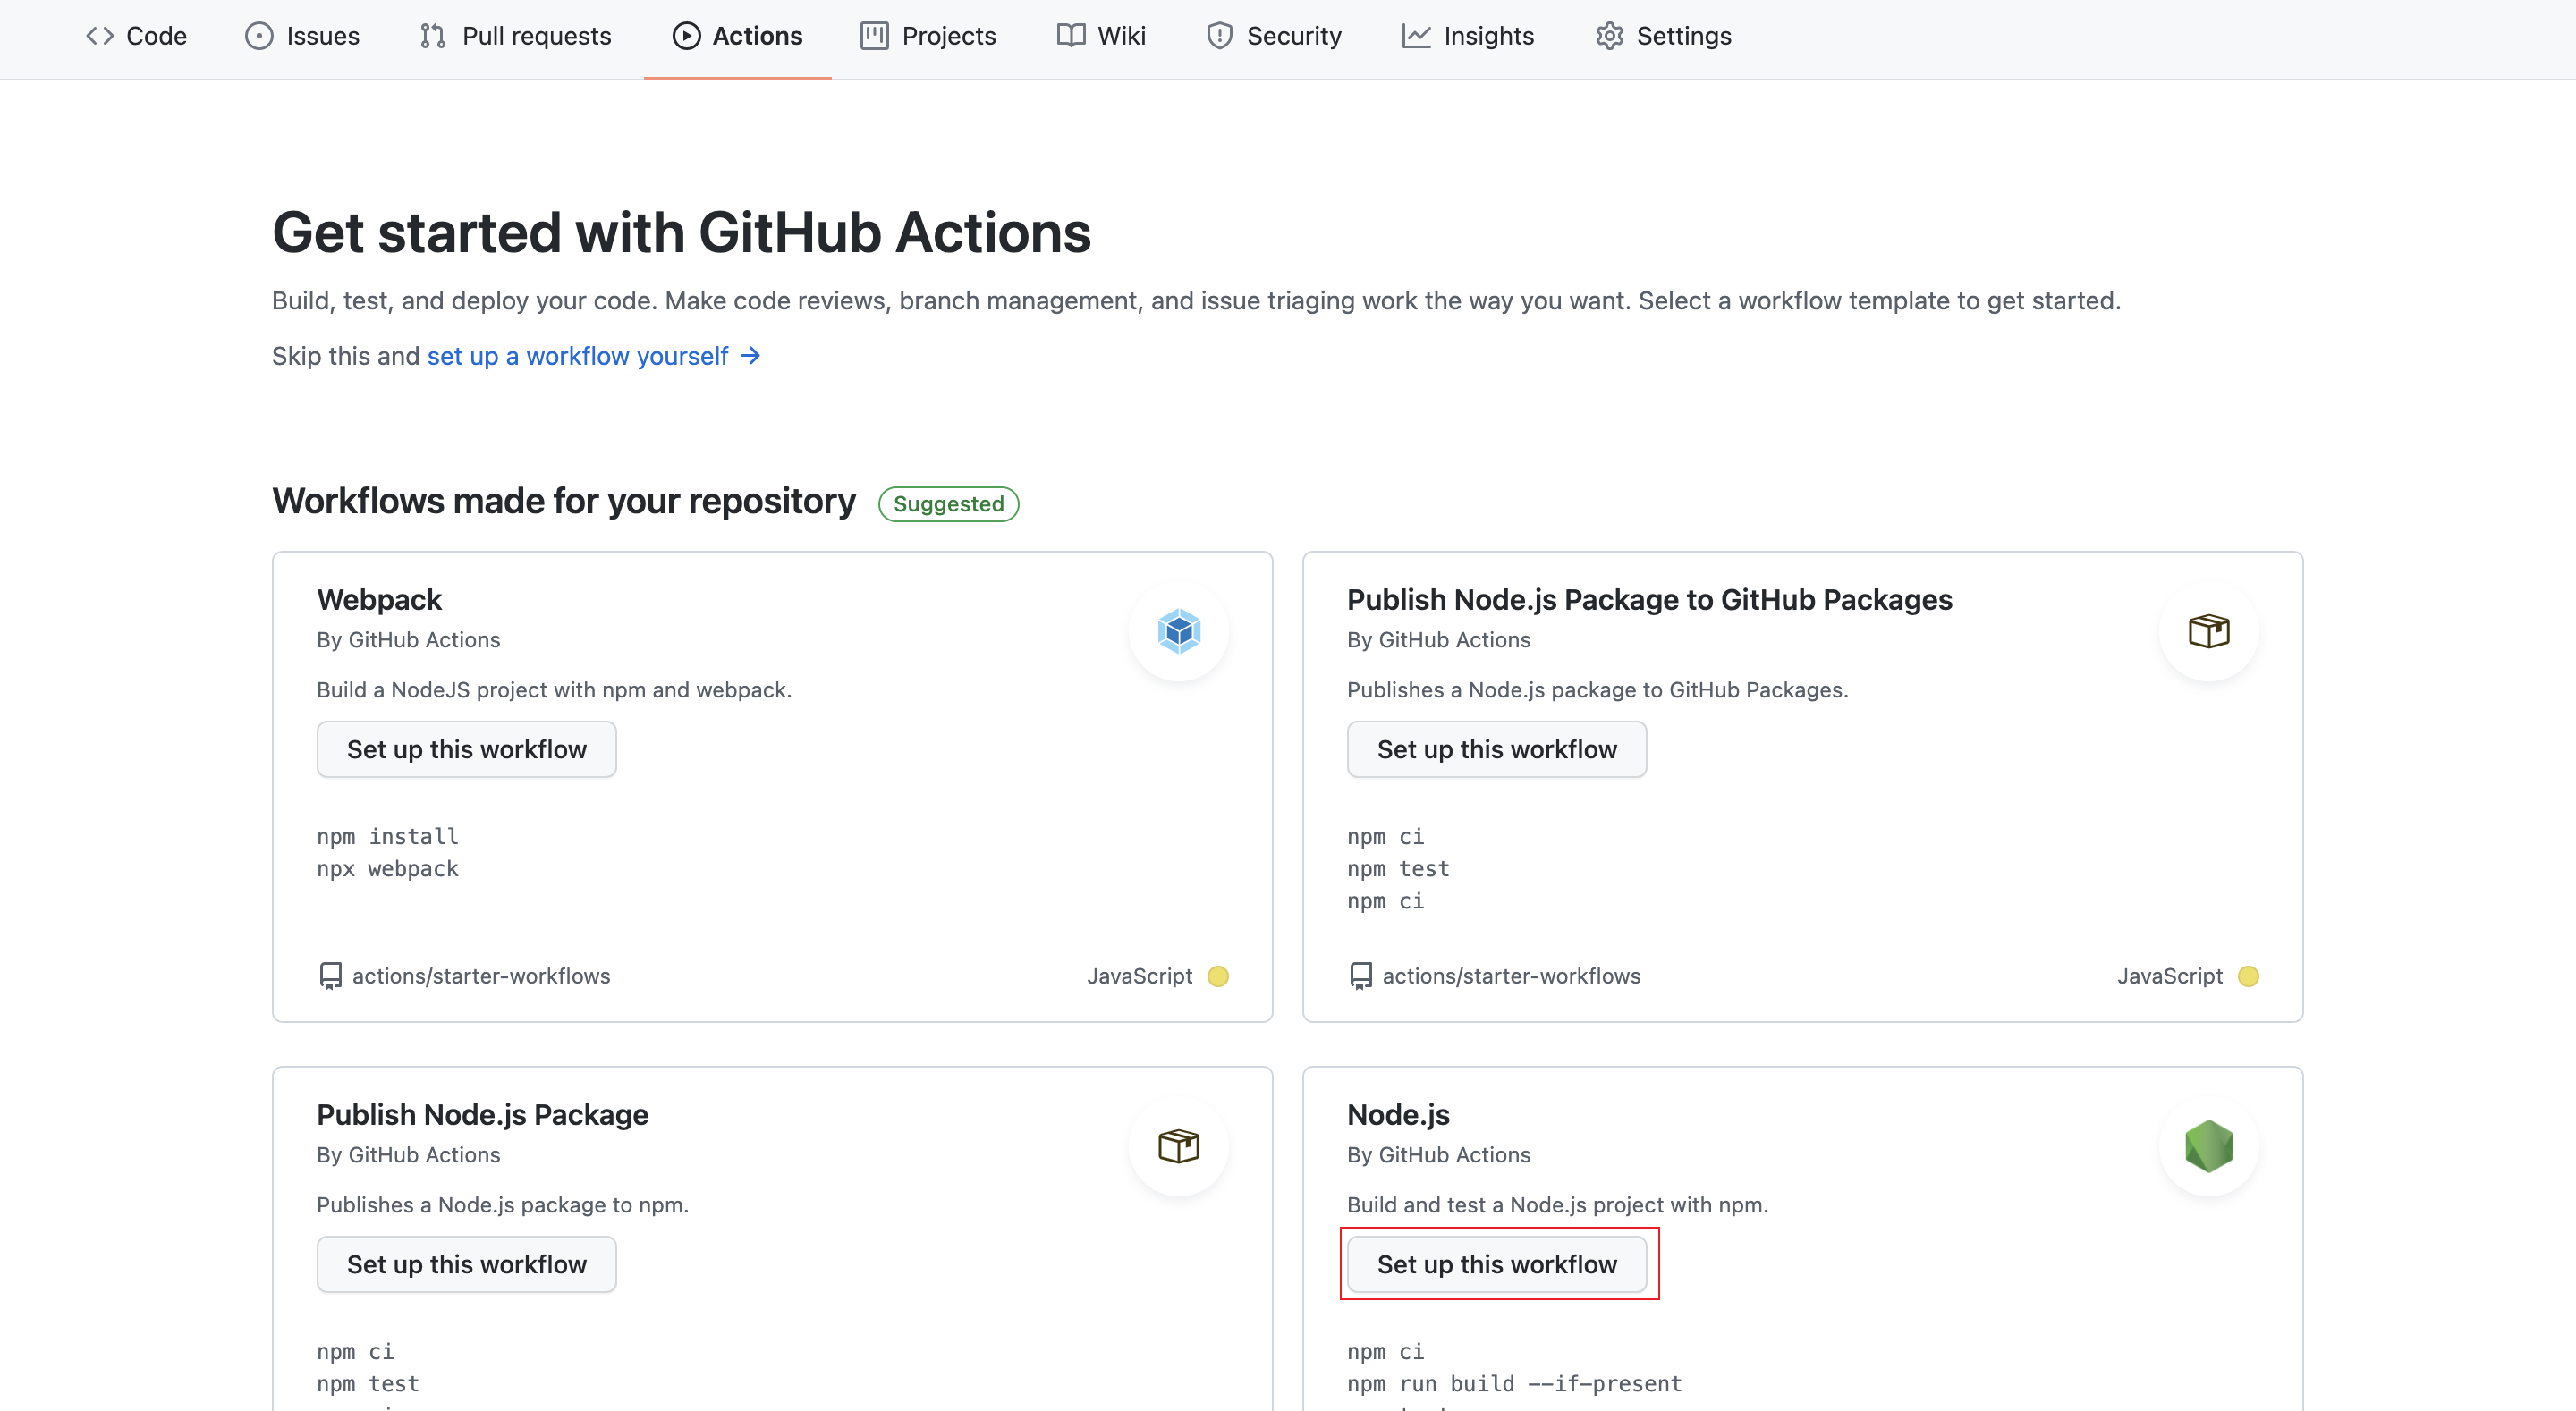 Code Issues Pull requests Actions Projects Wiki Security Insights Settings
Get started with GitHub Actions
Build, test, and deploy your code. Make code reviews, branch management, and issue triaging work the way you want. Select a workflow template to get started.
Skip this and set up a workflow yourself →
Workflows made for your repository Suggested
Webpack
By GitHub Actions
Build a NodeJS project with npm and webpack.
Set up this workflow
npm install
npx webpack
actions/starter-workflows JavaScript
Publish Node.js Package to GitHub Packages
By GitHub Actions
Publishes a Node.js package to GitHub Packages.
Set up this workflow
npm ci
npm test
npm ci
actions/starter-workflows JavaScript
Publish Node.js Package
By GitHub Actions
Publishes a Node.js package to npm.
Set up this workflow
npm ci
npm test
Node.js
By GitHub Actions
Build and test a Node.js project with npm.
Set up this workflow
npm ci
npm run build --if-present